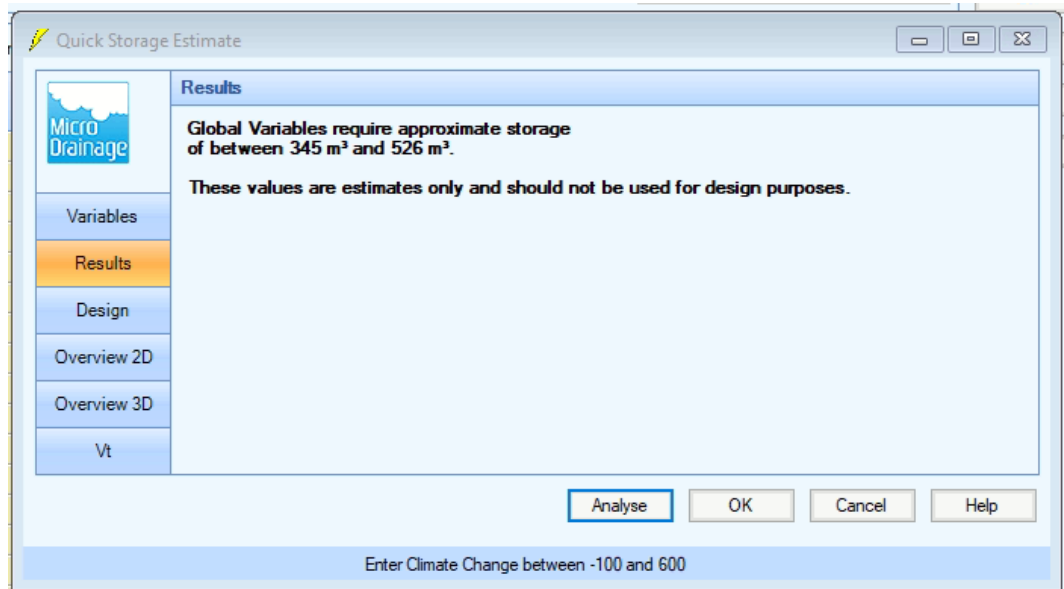 Quick Storage Estimate
Micro
Drainage
Results
Global Variables require approximate storage
of between 345 m³ and 526 m³.
These values are estimates only and should not be used for design purposes.
Variables
Results
Design
Overview 2D
Overview 3D
Vt
Analyse
OK
Cancel
Help
Enter Climate Change between -100 and 600